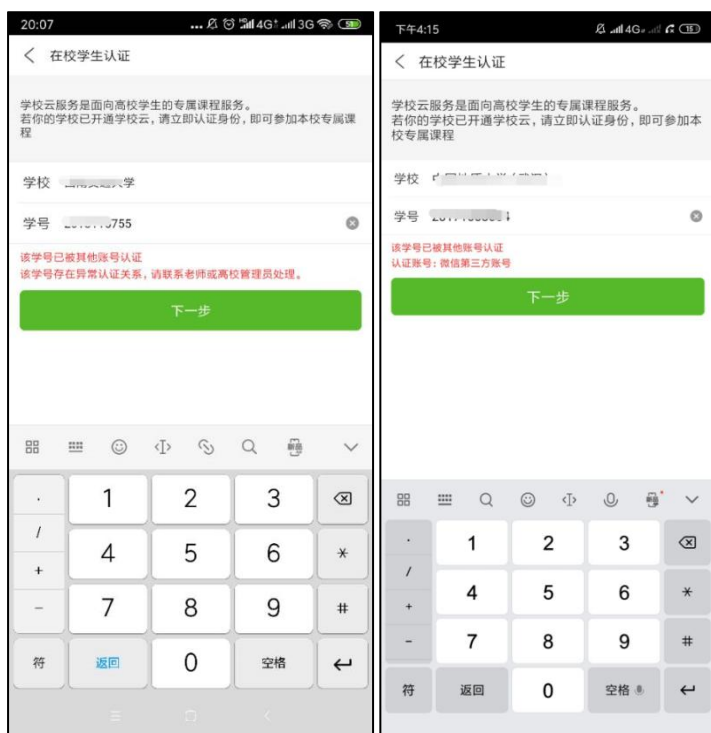 20:07
... 4G 3G 50
在校学生认证
学校云服务是面向高校学生的专属课程服务。
若你的学校已开通学校云，请立即认证身份，即可参加本校专属课
程
学校 大学
学号 755
该学号已被其他账号认证
该学号存在异常认证关系，请联系老师或高校管理员处理。
下一步
· 1 2 3
/
4 5 6 *
+
- 7 8 9 #
符 返回 0 空格
下午4:15
4G 15
在校学生认证
学校云服务是面向高校学生的专属课程服务。
若你的学校已开通学校云，请立即认证身份，即可参加本
校专属课程
学校
学号
该学号已被其他账号认证
认证账号：微信第三方账号
下一步
· 1 2 3
/
4 5 6 *
+
- 7 8 9 #
符 返回 0 空格